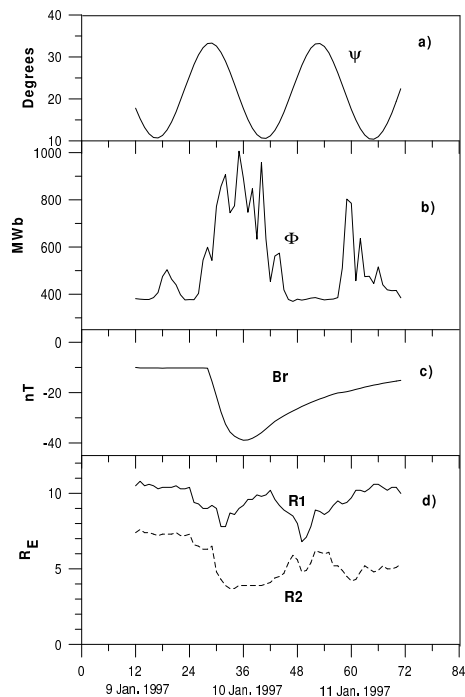 40
a)
ψ
30
Degrees
20
10
1000
b)
800
MWb
Φ
600
400
0
c)
Br
nT
-20
-40
10
R1
d)
R_E
5
R2
0
0 12 24 36 48 60 72 84
9 Jan. 1997 10 Jan. 1997 11 Jan. 1997